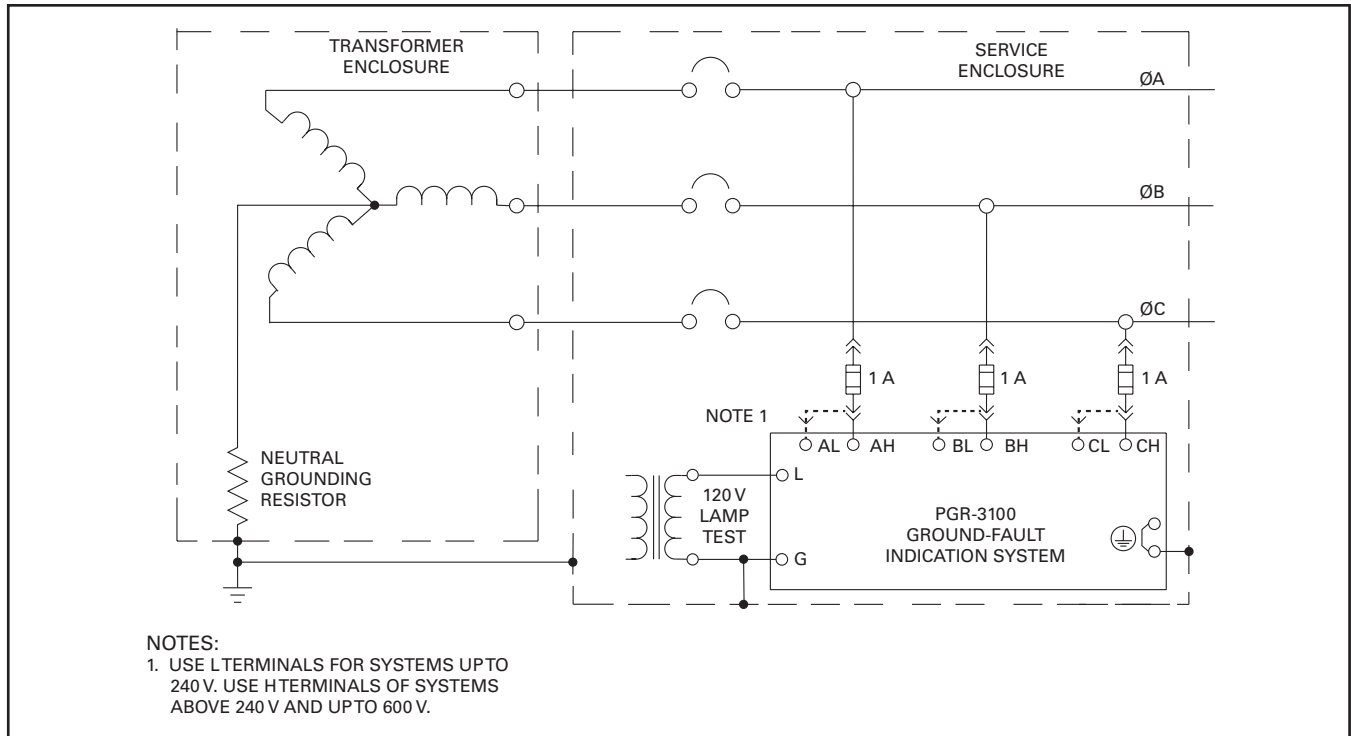 TRANSFORMER
ENCLOSURE
SERVICE
ENCLOSURE
ØA
ØB
ØC
1 A
1 A
1 A
NOTE 1
AL
AH
BL
BH
CL
CH
NEUTRAL
GROUNDING
RESISTOR
L
120 V
LAMP
TEST
G
PGR-3100
GROUND-FAULT
INDICATION SYSTEM
NOTES:
1. USE L TERMINALS FOR SYSTEMS UP TO
240 V. USE H TERMINALS OF SYSTEMS
ABOVE 240 V AND UP TO 600 V.